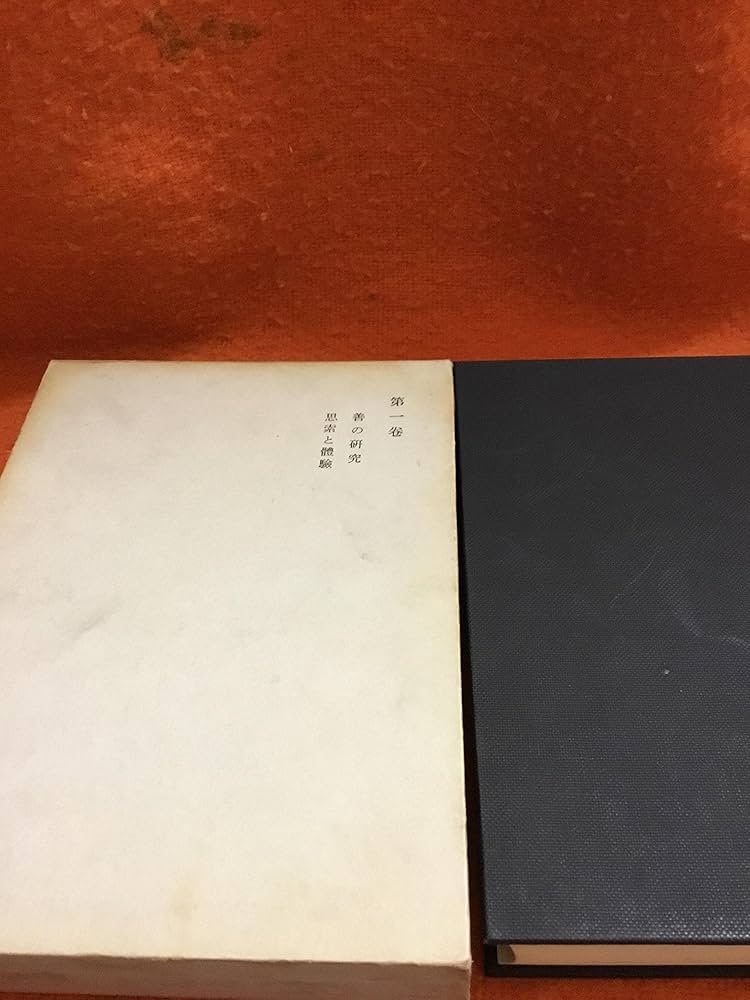 第一卷
善の研究
思索と體驗